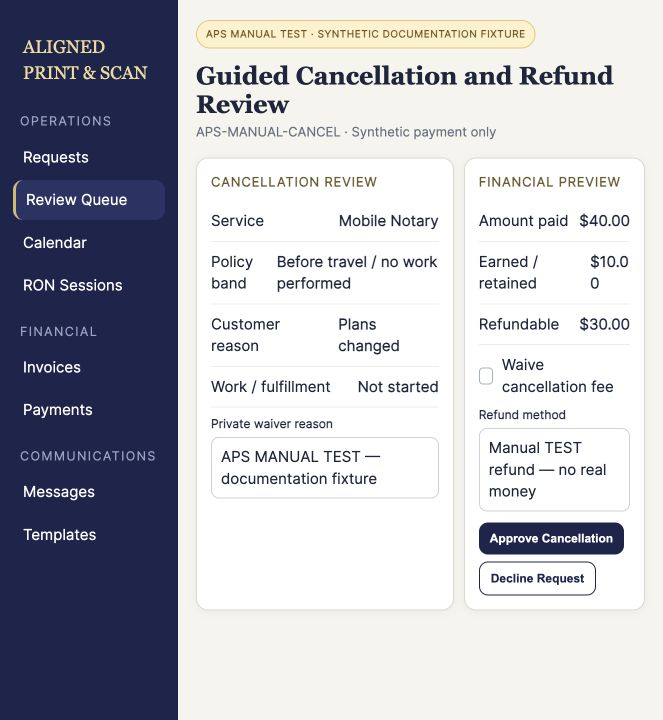 ALIGNED
PRINT & SCAN
OPERATIONS
Requests
Review Queue
Calendar
RON Sessions
FINANCIAL
Invoices
Payments
COMMUNICATIONS
Messages
Templates
APS MANUAL TEST · SYNTHETIC DOCUMENTATION FIXTURE
Guided Cancellation and Refund
Review
APS-MANUAL-CANCEL · Synthetic payment only
CANCELLATION REVIEW
Service Mobile Notary
Policy Before travel / no work
band performed
Customer Plans
reason changed
Work / fulfillment Not started
Private waiver reason
APS MANUAL TEST —
documentation fixture
FINANCIAL PREVIEW
Amount paid $40.00
Earned / $10.0
retained 0
Refundable $30.00
Waive
cancellation fee
Refund method
Manual TEST
refund — no real
money
Approve Cancellation
Decline Request